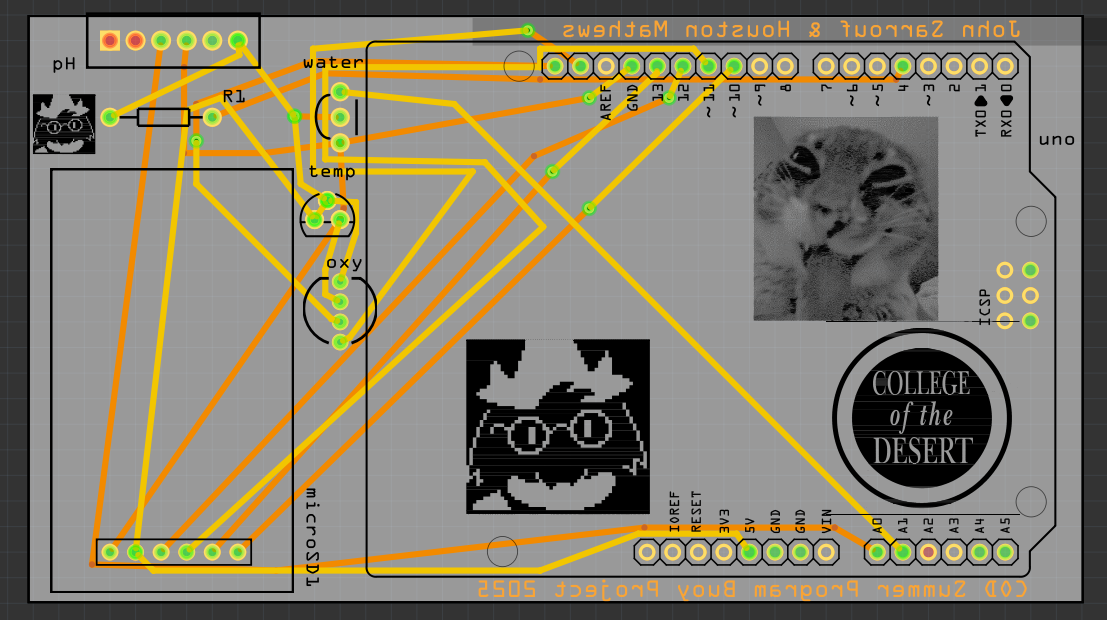 John Zarrouf & Houston Mathews
pH
water
R1
AREF
GND
13
12
~11
~10
~9
8
7
~6
~5
4
~3
2
TX0▶1
RX0◀0
uno
temp
oxy
ICSP
COLLEGE
of the
DESERT
microSD1
IOREF
RESET
3V3
5V
GND
GND
VIN
A0
A1
A2
A3
A4
A5
COD Summer Program Buoy Project 2025